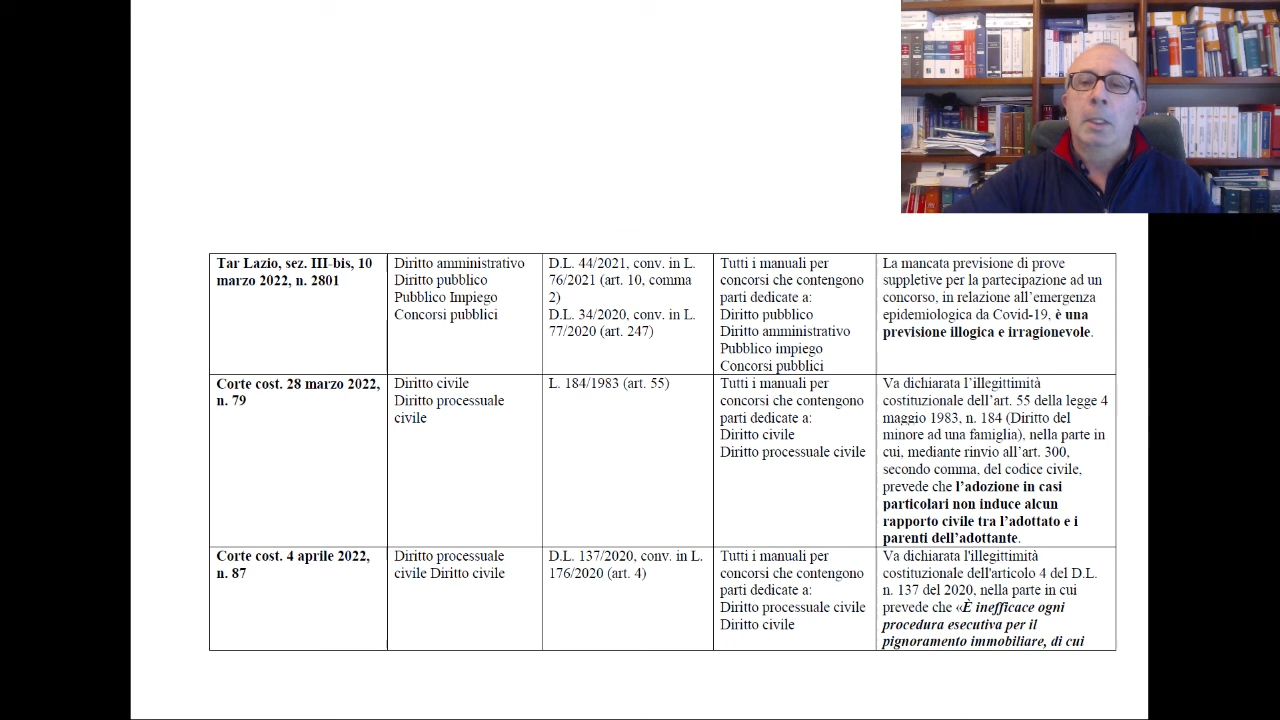 Tar Lazio, sez. III-bis, 10
marzo 2022, n. 2801
Diritto amministrativo
Diritto pubblico
Pubblico Impiego
Concorsi pubblici
D.L. 44/2021, conv. in L.
76/2021 (art. 10, comma
2)
D.L. 34/2020, conv. in L.
77/2020 (art. 247)
Tutti i manuali per
concorsi che contengono
parti dedicate a:
Diritto pubblico
Diritto amministrativo
Pubblico impiego
Concorsi pubblici
La mancata previsione di prove
suppletive per la partecipazione ad un
concorso, in relazione all’emergenza
epidemiologica da Covid-19, è una
previsione illogica e irragionevole.
Corte cost. 28 marzo 2022,
n. 79
Diritto civile
Diritto processuale
civile
L. 184/1983 (art. 55)
Tutti i manuali per
concorsi che contengono
parti dedicate a:
Diritto civile
Diritto processuale civile
Va dichiarata l’illegittimità
costituzionale dell’art. 55 della legge 4
maggio 1983, n. 184 (Diritto del
minore ad una famiglia), nella parte in
cui, mediante rinvio all’art. 300,
secondo comma, del codice civile,
prevede che l’adozione in casi
particolari non induce alcun
rapporto civile tra l’adottato e i
parenti dell’adottante.
Corte cost. 4 aprile 2022,
n. 87
Diritto processuale
civile Diritto civile
D.L. 137/2020, conv. in L.
176/2020 (art. 4)
Tutti i manuali per
concorsi che contengono
parti dedicate a:
Diritto processuale civile
Diritto civile
Va dichiarata l'illegittimità
costituzionale dell'articolo 4 del D.L.
n. 137 del 2020, nella parte in cui
prevede che «È inefficace ogni
procedura esecutiva per il
pignoramento immobiliare, di cui